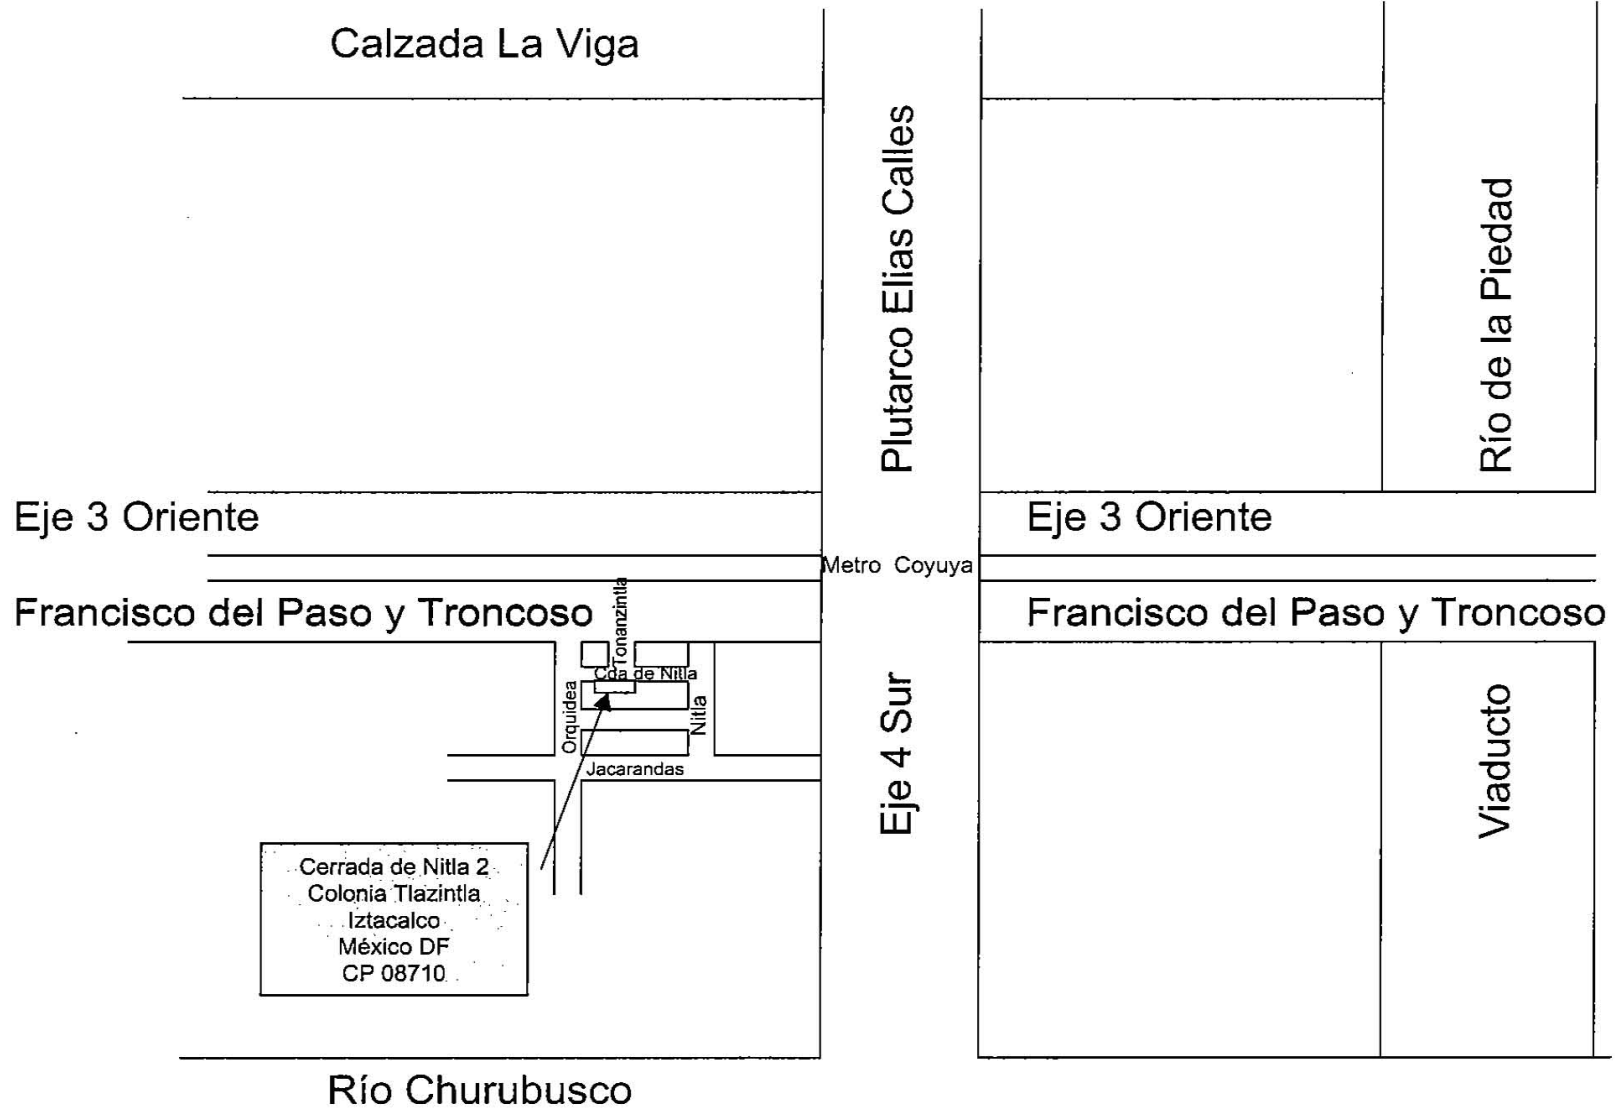 Calzada La Viga
Plutarco Elias Calles
Río de la Piedad
Eje 3 Oriente
Eje 3 Oriente
Metro Coyuya
Francisco del Paso y Troncoso
Francisco del Paso y Troncoso
Tonanzintla
Cda de Nitla
Orquidea
Nitla
Jacarandas
Eje 4 Sur
Viaducto
Cerrada de Nitla 2
Colonia Tlazintla
Iztacalco
México DF
CP 08710
Río Churubusco